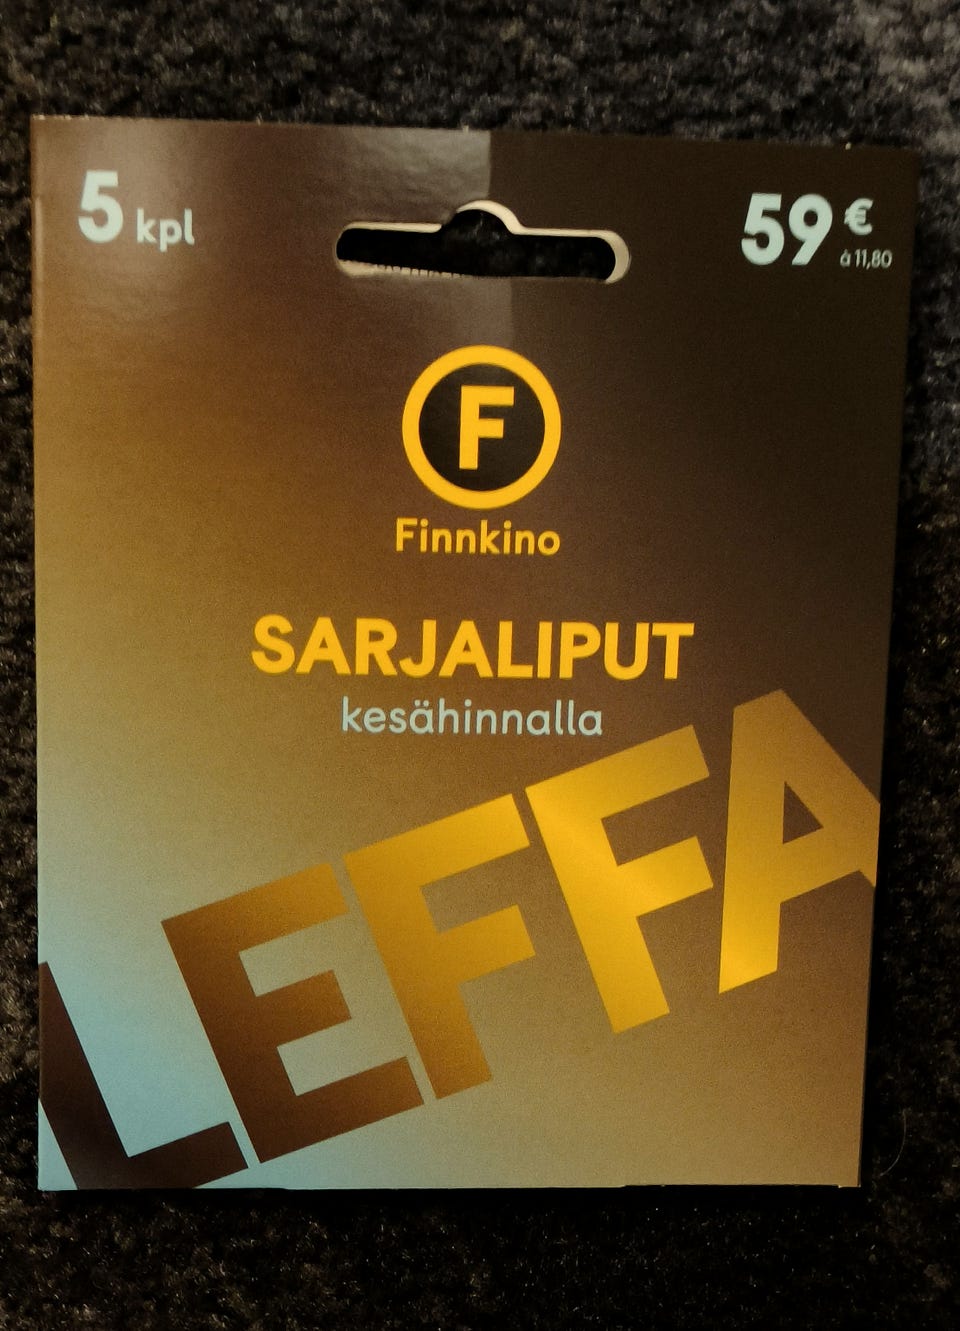 5 kpl
59 €
á 11,80
F
Finnkino
SARJALIPUT
kesähinnalla
LEFFA